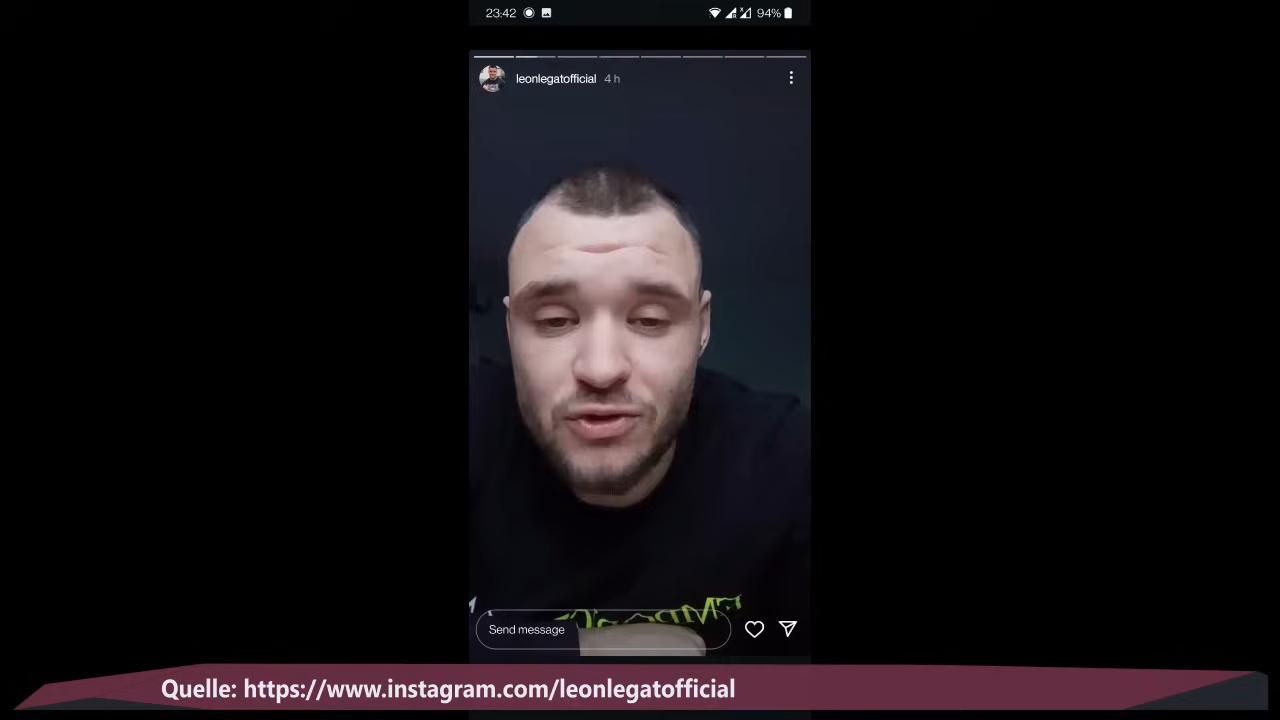 23:42
94%
leonlegatofficial 4 h
Send message
Quelle: https://www.instagram.com/leonlegatofficial